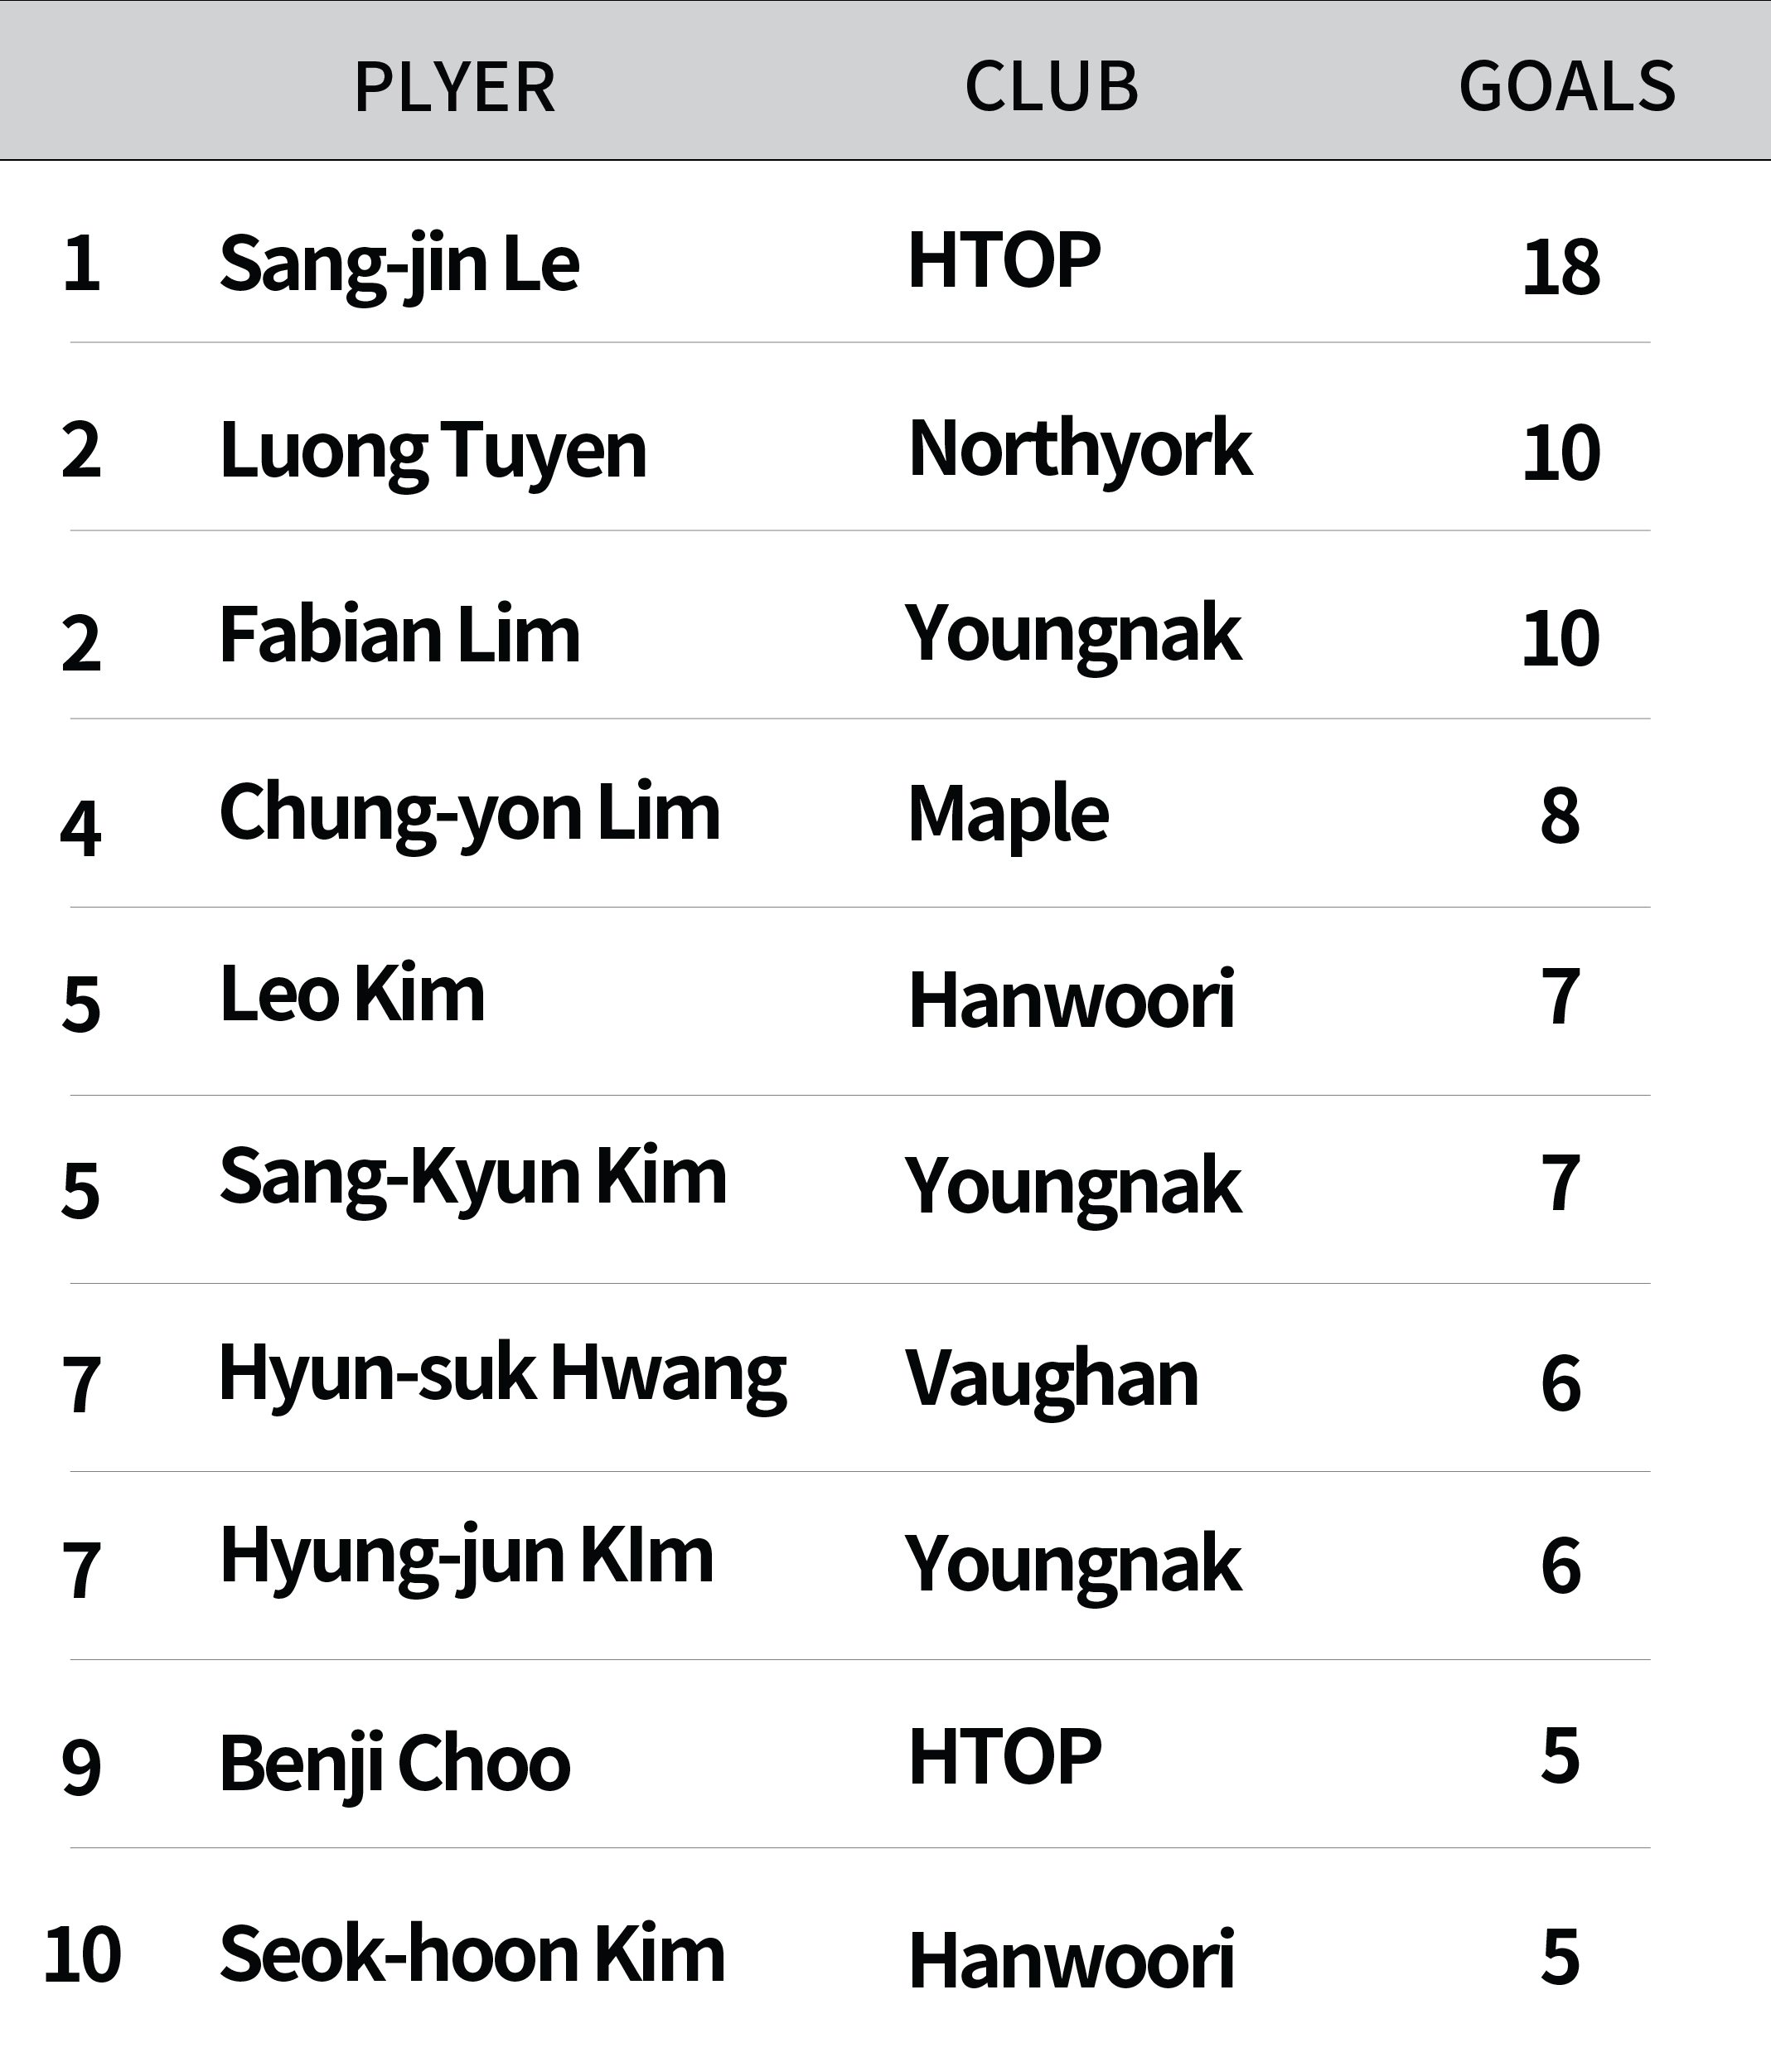 PLYER CLUB GOALS
1 Sang-jin Le HTOP 18
2 Luong Tuyen Northyork 10
2 Fabian Lim Youngnak 10
4 Chung-yon Lim Maple 8
5 Leo Kim Hanwoori 7
5 Sang-Kyun Kim Youngnak 7
7 Hyun-suk Hwang Vaughan 6
7 Hyung-jun KIm Youngnak 6
9 Benji Choo HTOP 5
10 Seok-hoon Kim Hanwoori 5